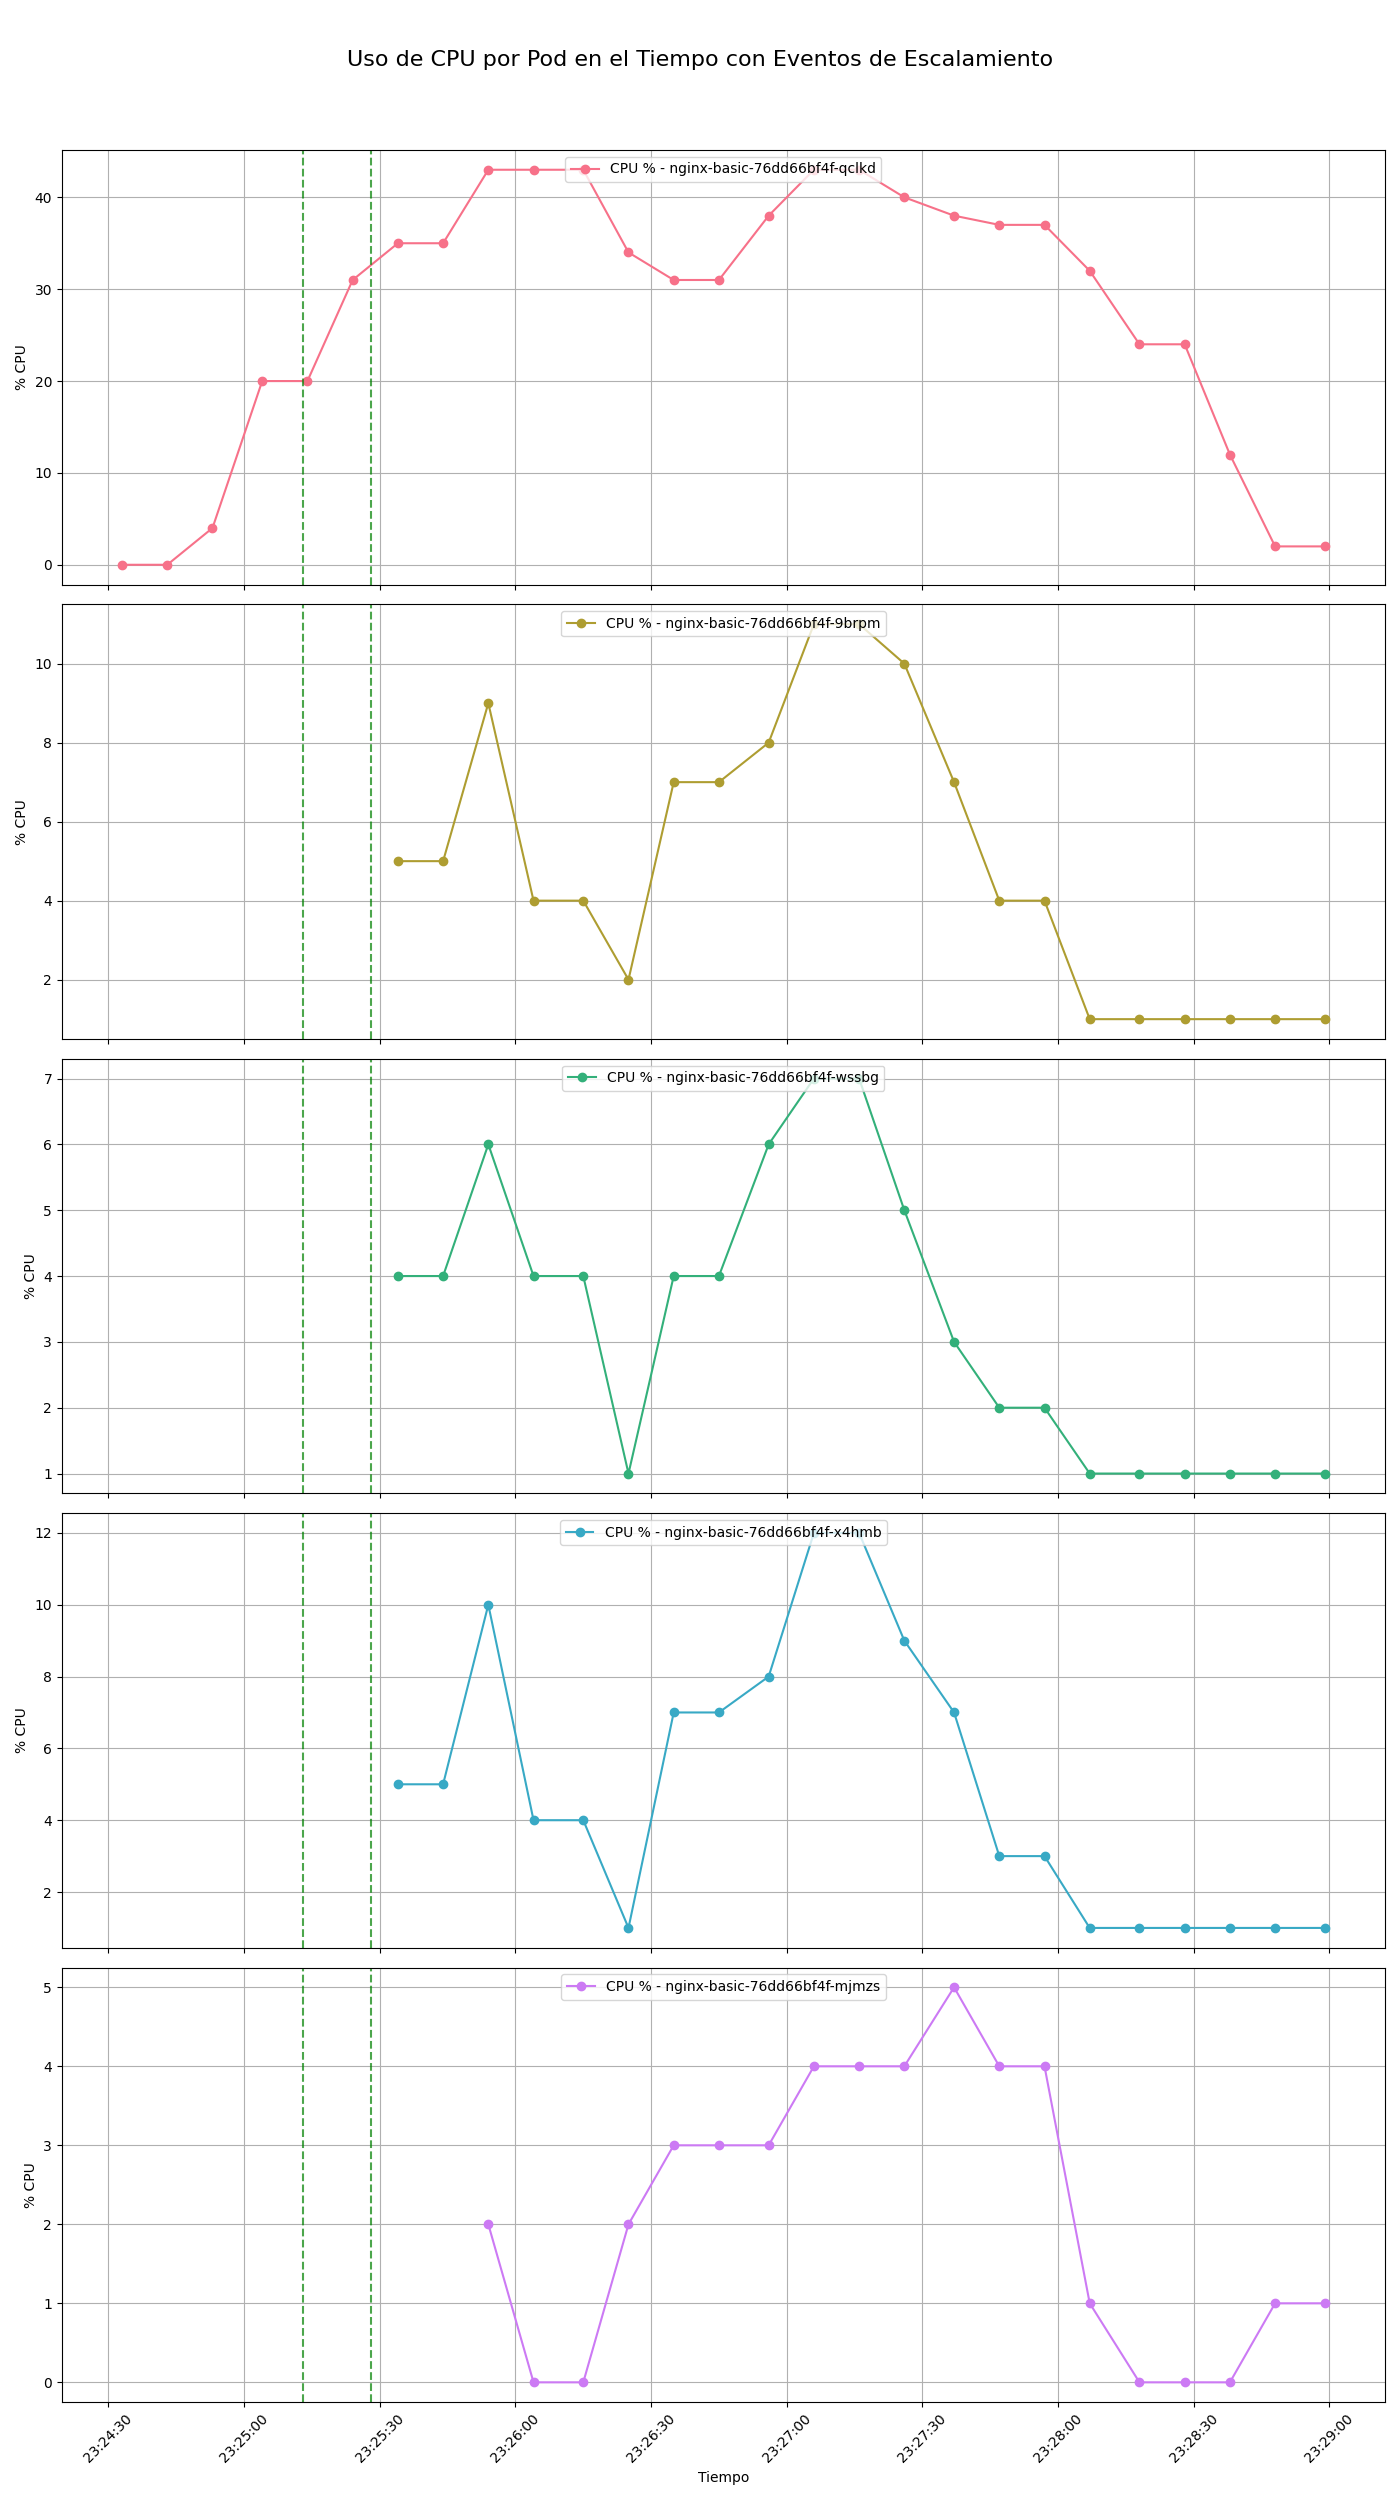 Uso de CPU por Pod en el Tiempo con Eventos de Escalamiento
CPU % - nginx-basic-76dd66bf4f-qclkd
40
30
20
10
0
% CPU
CPU % - nginx-basic-76dd66bf4f-9brpm
10
8
6
4
2
% CPU
CPU % - nginx-basic-76dd66bf4f-wssbg
7
6
5
4
3
2
1
% CPU
CPU % - nginx-basic-76dd66bf4f-x4hmb
12
10
8
6
4
2
% CPU
CPU % - nginx-basic-76dd66bf4f-mjmzs
5
4
3
2
1
0
% CPU
23:24:30 23:25:00 23:25:30 23:26:00 23:26:30 23:27:00 23:27:30 23:28:00 23:28:30 23:29:00
Tiempo